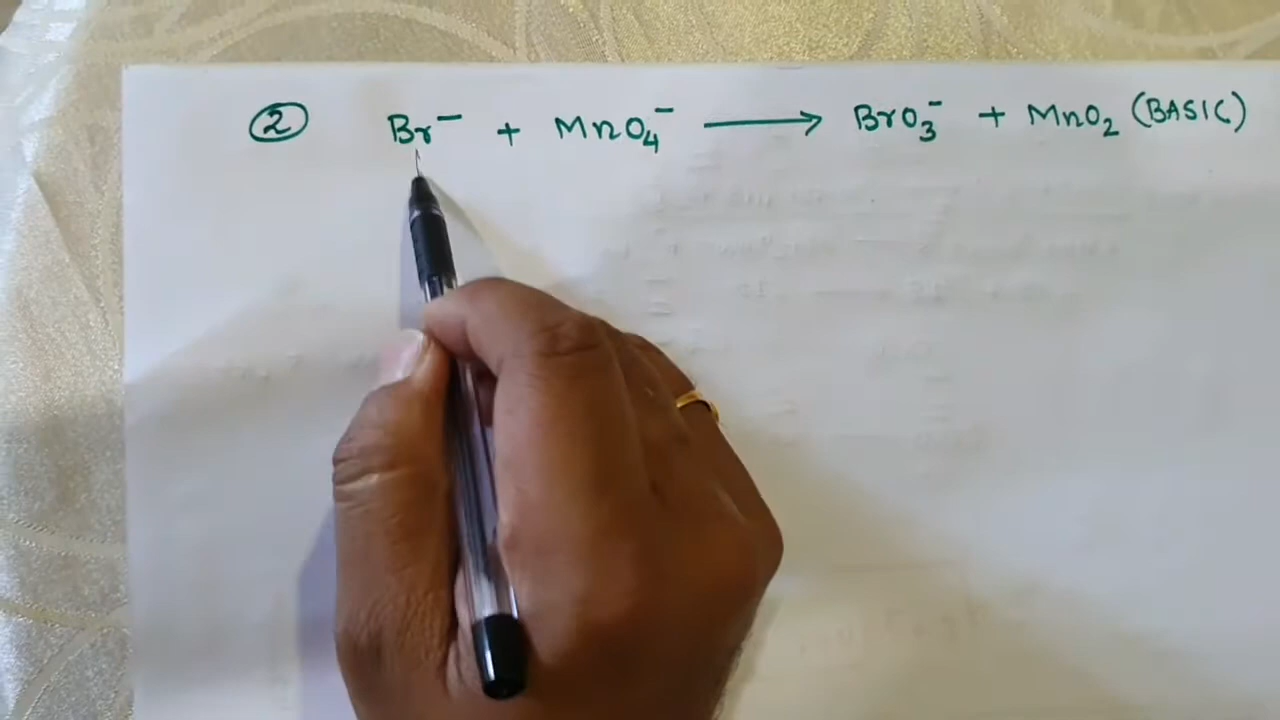 ② Br⁻ + MnO₄⁻ ⟶ BrO₃⁻ + MnO₂ (BASIC)